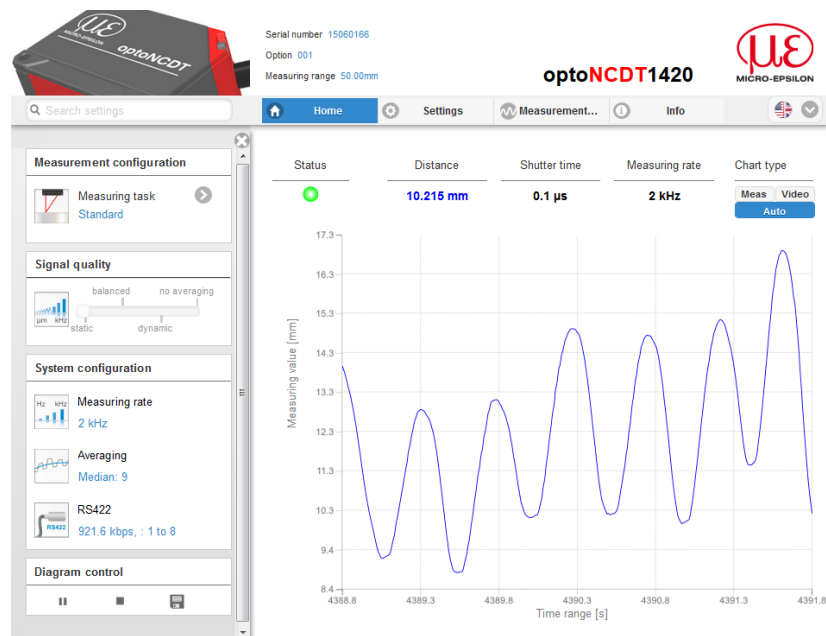 με
MICRO-EPSILON
optoNCDT
Serial number 15060166
Option 001
Measuring range 50.00mm
optoNCDT1420
με
MICRO-EPSILON
Search settings
Home
Settings
Measurement...
Info
Measurement configuration
Measuring task
Standard
Signal quality
balanced
no averaging
µm kHz
static
dynamic
System configuration
Hz kHz
Measuring rate
2 kHz
Averaging
Median: 9
RS422
RS422
921.6 kbps, : 1 to 8
Diagram control
Status
Distance
Shutter time
Measuring rate
Chart type
10.215 mm
0.1 µs
2 kHz
Meas
Video
Auto
Measuring value [mm]
17.3
16.3
15.3
14.3
13.3
12.3
11.3
10.3
9.4
8.4
4388.8
4389.3
4389.8
4390.3
4390.8
4391.3
4391.8
Time range [s]